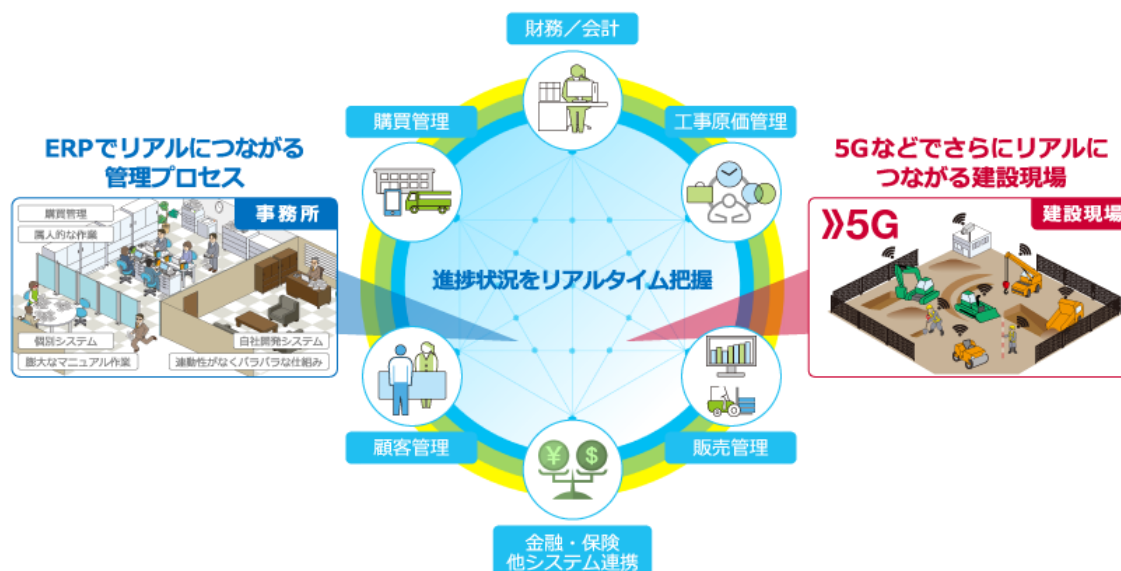 財務／会計
購買管理
工事原価管理
ERPでリアルにつながる
管理プロセス
5Gなどでさらにリアルに
つながる建設現場
事務所
購買管理
属人的な作業
個別システム
自社開発システム
膨大なマニュアル作業
連動性がなくバラバラな仕組み
進捗状況をリアルタイム把握
建設現場
》5G
顧客管理
販売管理
¥ $
金融・保険
他システム連携